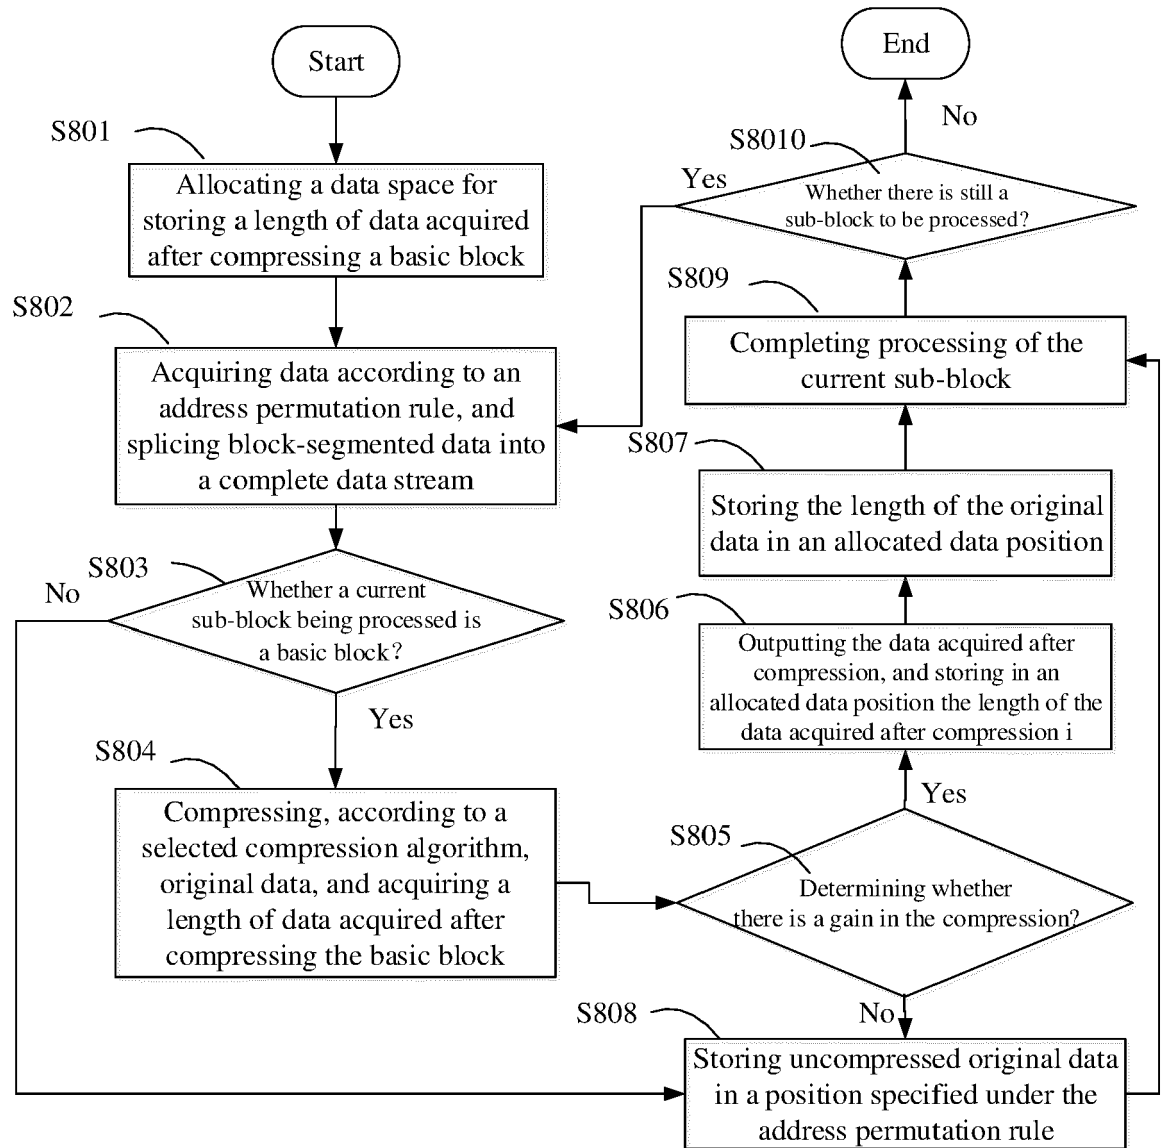 Start
S801
Allocating a data space for
storing a length of data acquired
after compressing a basic block
S802
Acquiring data according to an
address permutation rule, and
splicing block-segmented data into
a complete data stream
S803
No
Whether a current
sub-block being processed is
a basic block?
Yes
S804
Compressing, according to a
selected compression algorithm,
original data, and acquiring a
length of data acquired after
compressing the basic block
S805
Determining whether
there is a gain in the compression?
Yes
No
S806
Outputting the data acquired after
compression, and storing in an
allocated data position the length of the
data acquired after compression i
S807
Storing the length of the original
data in an allocated data position
S808
Storing uncompressed original data
in a position specified under the
address permutation rule
S809
Completing processing of the
current sub-block
S8010
Yes
Whether there is still a
sub-block to be processed?
No
End